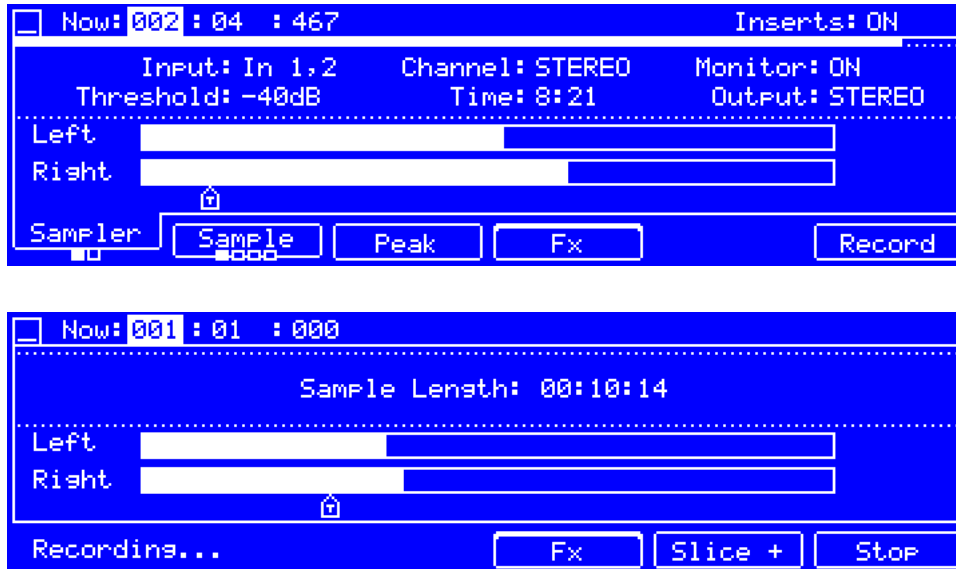 Now: 002 : 04 : 467 Inserts: ON
Input: In 1,2 Channel: STEREO Monitor: ON
Threshold: -40dB Time: 8:21 Output: STEREO
Left
Right
T
Sampler Sample Peak Fx Record
Now: 001 : 01 : 000
Sample Length: 00:10:14
Left
Right
T
Recording... Fx Slice + Stop